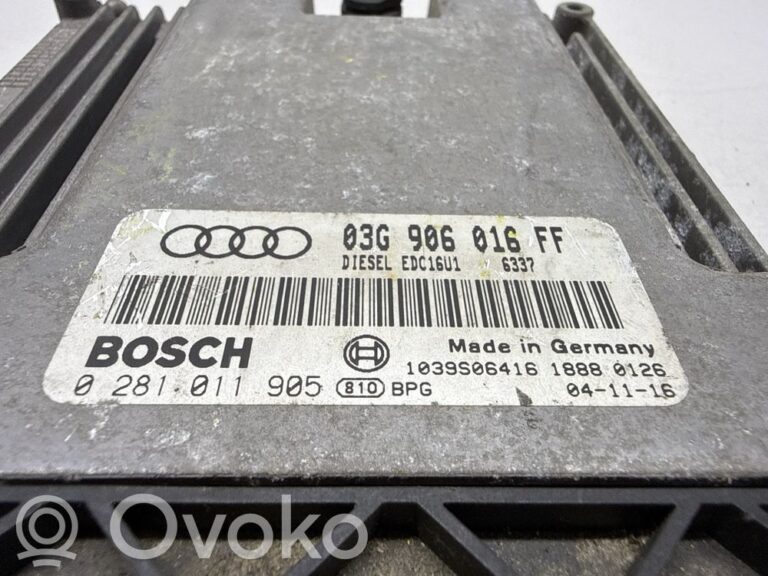 03G 906 016 FF
DIESEL EDC16U1 6337
BOSCH
Made in Germany
1039S06416 1888 0126
0 281 011 905 810 BPG 04-11-16
Ovoko